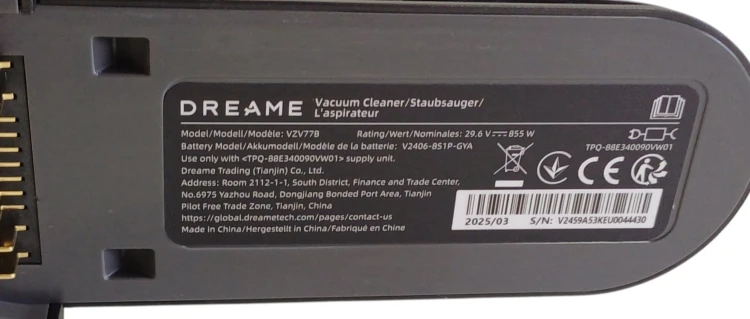 DREAME Vacuum Cleaner/Staubsauger/
L'aspirateur
Model/Modell/Modèle: VZV77B Rating/Wert/Nominales: 29.6 V⎓855 W
Battery Model/Akkumodell/Modèle de la batterie: V2406-8S1P-GYA
Use only with <TPQ-88E340090VW01> supply unit.
TPQ-88E340090VW01
Dreame Trading (Tianjin) Co., Ltd.
Address: Room 2112-1-1, South District, Finance and Trade Center,
No.6975 Yazhou Road, Dongjiang Bonded Port Area, Tianjin
Pilot Free Trade Zone, Tianjin, China
https://global.dreametech.com/pages/contact-us
Made in China/Hergestellt in China/Fabriqué en Chine
CE
2025/03 S/N: V2459A53KEU0044430